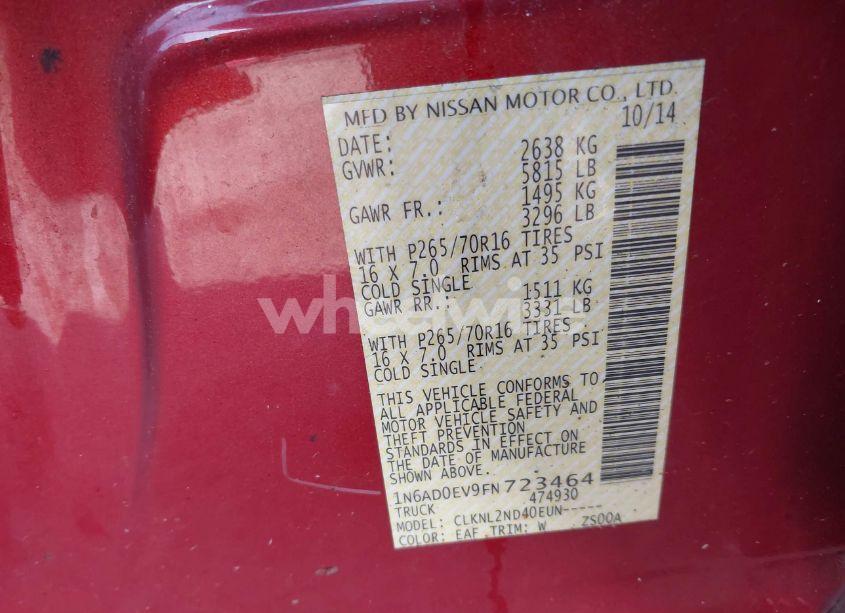 MFD BY NISSAN MOTOR CO., LTD.
DATE: 10/14
GVWR: 2638 KG
5815 LB
GAWR FR.: 1495 KG
3296 LB
WITH P265/70R16 TIRES
16 X 7.0 RIMS AT 35 PSI
COLD SINGLE
GAWR RR.: 1511 KG
3331 LB
WITH P265/70R16 TIRES
16 X 7.0 RIMS AT 35 PSI
COLD SINGLE
THIS VEHICLE CONFORMS TO
ALL APPLICABLE FEDERAL
MOTOR VEHICLE SAFETY AND
THEFT PREVENTION
STANDARDS IN EFFECT ON
THE DATE OF MANUFACTURE
SHOWN ABOVE.
1N6AD0EV9FN723464
TRUCK 474930
MODEL: CLKNL2ND40EUN-----
COLOR: EAF TRIM: W ZS00A